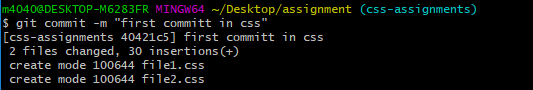 m4040@DESKTOP-M6283FR MINGW64 ~/Desktop/assignment (css-assignments)
$ git commit -m "first committ in css"
[css-assignments 40421c5] first committ in css
 2 files changed, 30 insertions(+)
 create mode 100644 file1.css
 create mode 100644 file2.css